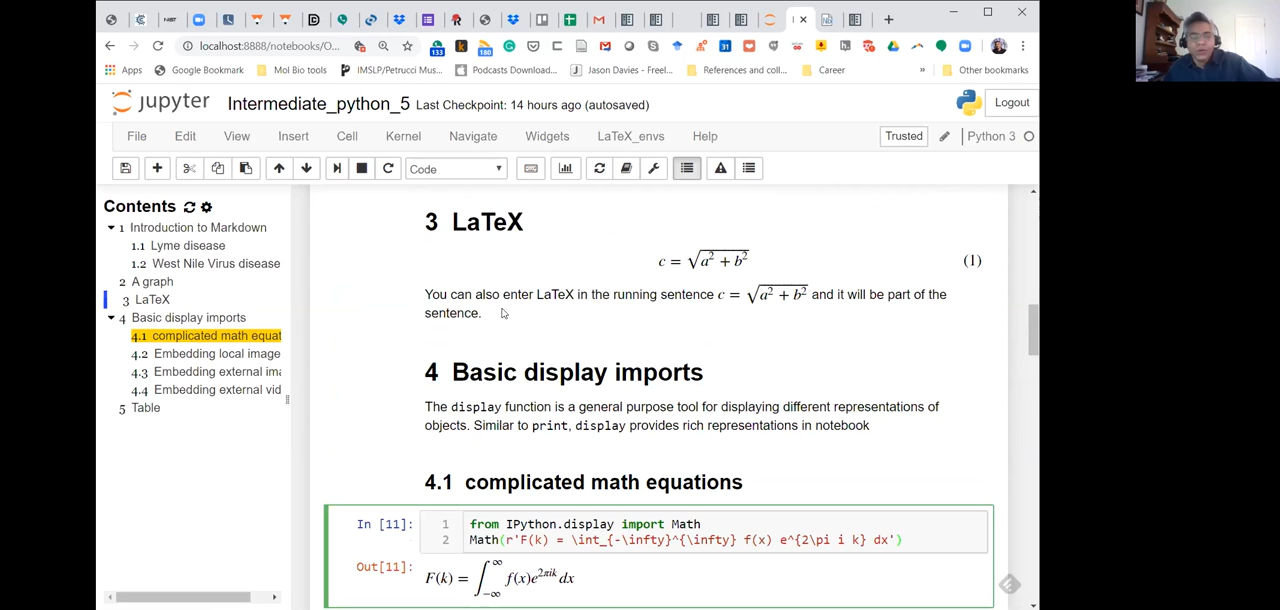 localhost:8888/notebooks/O...
133
180
31
Apps
Google Bookmarks
Mol Bio tools
IMSLP/Petrucci Mus...
Podcasts Download...
Jason Davies - Freel...
References and coll...
Career
»
Other bookmarks
jupyter Intermediate_python_5 Last Checkpoint: 14 hours ago (autosaved)
Logout
File Edit View Insert Cell Kernel Navigate Widgets LaTeX_envs Help
Trusted
Python 3
Code
Contents
1 Introduction to Markdown
1.1 Lyme disease
1.2 West Nile Virus disease
2 A graph
3 LaTeX
4 Basic display imports
4.1 complicated math equat
4.2 Embedding local image
4.3 Embedding external ima
4.4 Embedding external vid
5 Table
3 LaTeX
c = √a² + b² (1)
You can also enter LaTeX in the running sentence c = √a² + b² and it will be part of the
sentence.
4 Basic display imports
The display function is a general purpose tool for displaying different representations of
objects. Similar to print, display provides rich representations in notebook
4.1 complicated math equations
In [11]:
1 from IPython.display import Math
2 Math(r'F(k) = \int_{-\infty}^{\infty} f(x) e^{2\pi i k} dx')
Out[11]:
F(k) = ∫_{-∞}^{∞} f(x)e^{2πik} dx